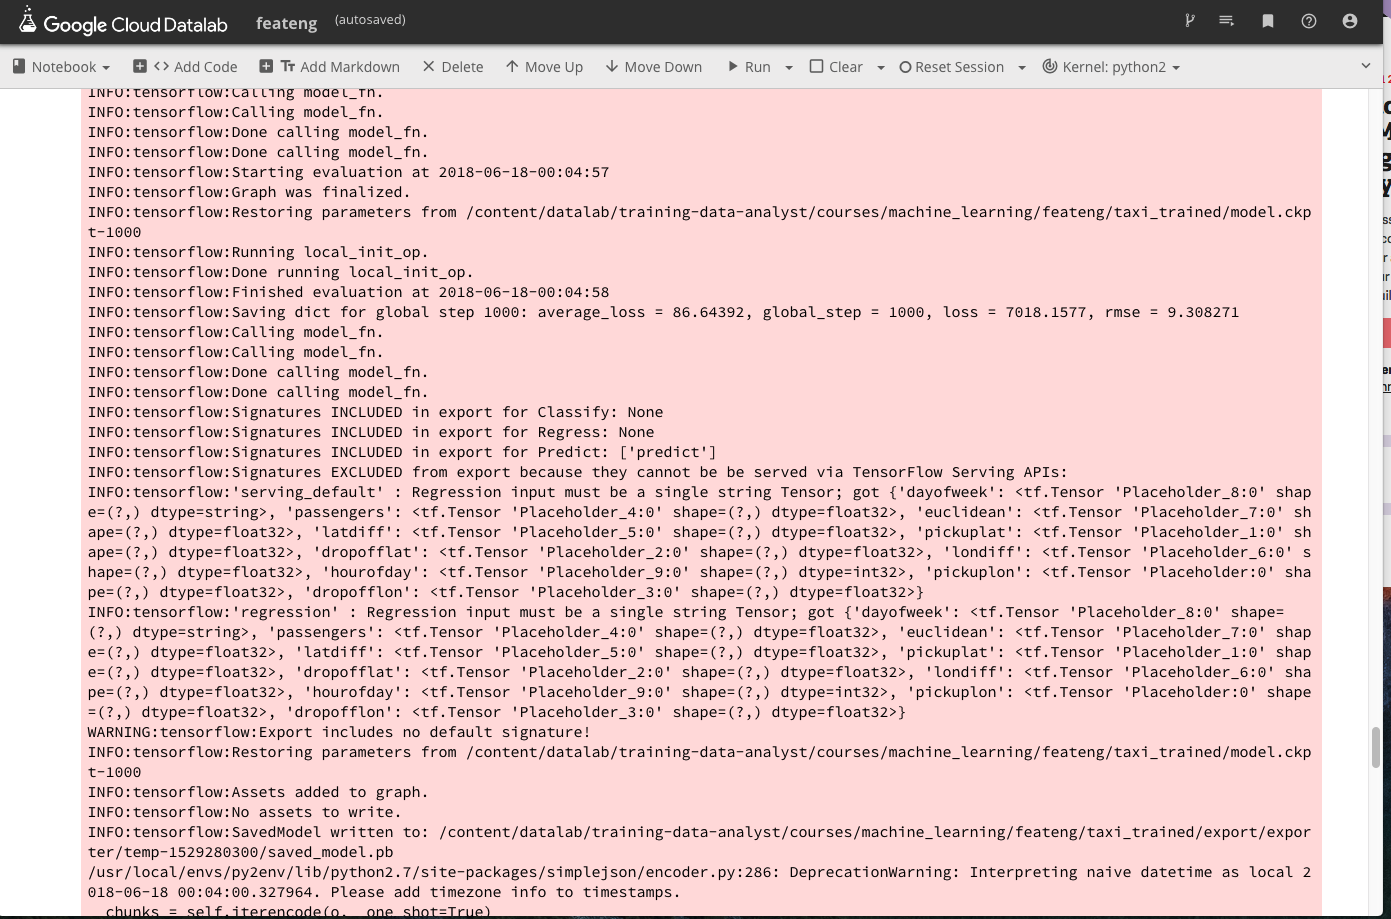 Google Cloud Datalab feateng (autosaved)
Notebook Add Code Add Markdown Delete Move Up Move Down Run Clear Reset Session Kernel: python2
INFO:tensorflow:Calling model_fn.
INFO:tensorflow:Calling model_fn.
INFO:tensorflow:Done calling model_fn.
INFO:tensorflow:Done calling model_fn.
INFO:tensorflow:Starting evaluation at 2018-06-18-00:04:57
INFO:tensorflow:Graph was finalized.
INFO:tensorflow:Restoring parameters from /content/datalab/training-data-analyst/courses/machine_learning/feateng/taxi_trained/model.ckp
t-1000
INFO:tensorflow:Running local_init_op.
INFO:tensorflow:Done running local_init_op.
INFO:tensorflow:Finished evaluation at 2018-06-18-00:04:58
INFO:tensorflow:Saving dict for global step 1000: average_loss = 86.64392, global_step = 1000, loss = 7018.1577, rmse = 9.308271
INFO:tensorflow:Calling model_fn.
INFO:tensorflow:Calling model_fn.
INFO:tensorflow:Done calling model_fn.
INFO:tensorflow:Done calling model_fn.
INFO:tensorflow:Signatures INCLUDED in export for Classify: None
INFO:tensorflow:Signatures INCLUDED in export for Regress: None
INFO:tensorflow:Signatures INCLUDED in export for Predict: ['predict']
INFO:tensorflow:Signatures EXCLUDED from export because they cannot be be served via TensorFlow Serving APIs:
INFO:tensorflow:'serving_default' : Regression input must be a single string Tensor; got {'dayofweek': <tf.Tensor 'Placeholder_8:0' shap
e=(?,) dtype=string>, 'passengers': <tf.Tensor 'Placeholder_4:0' shape=(?,) dtype=float32>, 'euclidean': <tf.Tensor 'Placeholder_7:0' sh
ape=(?,) dtype=float32>, 'latdiff': <tf.Tensor 'Placeholder_5:0' shape=(?,) dtype=float32>, 'pickuplat': <tf.Tensor 'Placeholder_1:0' sh
ape=(?,) dtype=float32>, 'dropofflat': <tf.Tensor 'Placeholder_2:0' shape=(?,) dtype=float32>, 'londiff': <tf.Tensor 'Placeholder_6:0' s
hape=(?,) dtype=float32>, 'hourofday': <tf.Tensor 'Placeholder_9:0' shape=(?,) dtype=int32>, 'pickuplon': <tf.Tensor 'Placeholder:0' sha
pe=(?,) dtype=float32>, 'dropofflon': <tf.Tensor 'Placeholder_3:0' shape=(?,) dtype=float32>}
INFO:tensorflow:'regression' : Regression input must be a single string Tensor; got {'dayofweek': <tf.Tensor 'Placeholder_8:0' shape=
(?,) dtype=string>, 'passengers': <tf.Tensor 'Placeholder_4:0' shape=(?,) dtype=float32>, 'euclidean': <tf.Tensor 'Placeholder_7:0' shap
e=(?,) dtype=float32>, 'latdiff': <tf.Tensor 'Placeholder_5:0' shape=(?,) dtype=float32>, 'pickuplat': <tf.Tensor 'Placeholder_1:0' shap
e=(?,) dtype=float32>, 'dropofflat': <tf.Tensor 'Placeholder_2:0' shape=(?,) dtype=float32>, 'londiff': <tf.Tensor 'Placeholder_6:0' sha
pe=(?,) dtype=float32>, 'hourofday': <tf.Tensor 'Placeholder_9:0' shape=(?,) dtype=int32>, 'pickuplon': <tf.Tensor 'Placeholder:0' shape
=(?,) dtype=float32>, 'dropofflon': <tf.Tensor 'Placeholder_3:0' shape=(?,) dtype=float32>}
WARNING:tensorflow:Export includes no default signature!
INFO:tensorflow:Restoring parameters from /content/datalab/training-data-analyst/courses/machine_learning/feateng/taxi_trained/model.ckp
t-1000
INFO:tensorflow:Assets added to graph.
INFO:tensorflow:No assets to write.
INFO:tensorflow:SavedModel written to: /content/datalab/training-data-analyst/courses/machine_learning/feateng/taxi_trained/export/expor
ter/temp-1529280300/saved_model.pb
/usr/local/envs/py2env/lib/python2.7/site-packages/simplejson/encoder.py:286: DeprecationWarning: Interpreting naive datetime as local 2
018-06-18 00:04:00.327964. Please add timezone info to timestamps.
chunks = self.iterencode(o, _one_shot=True)